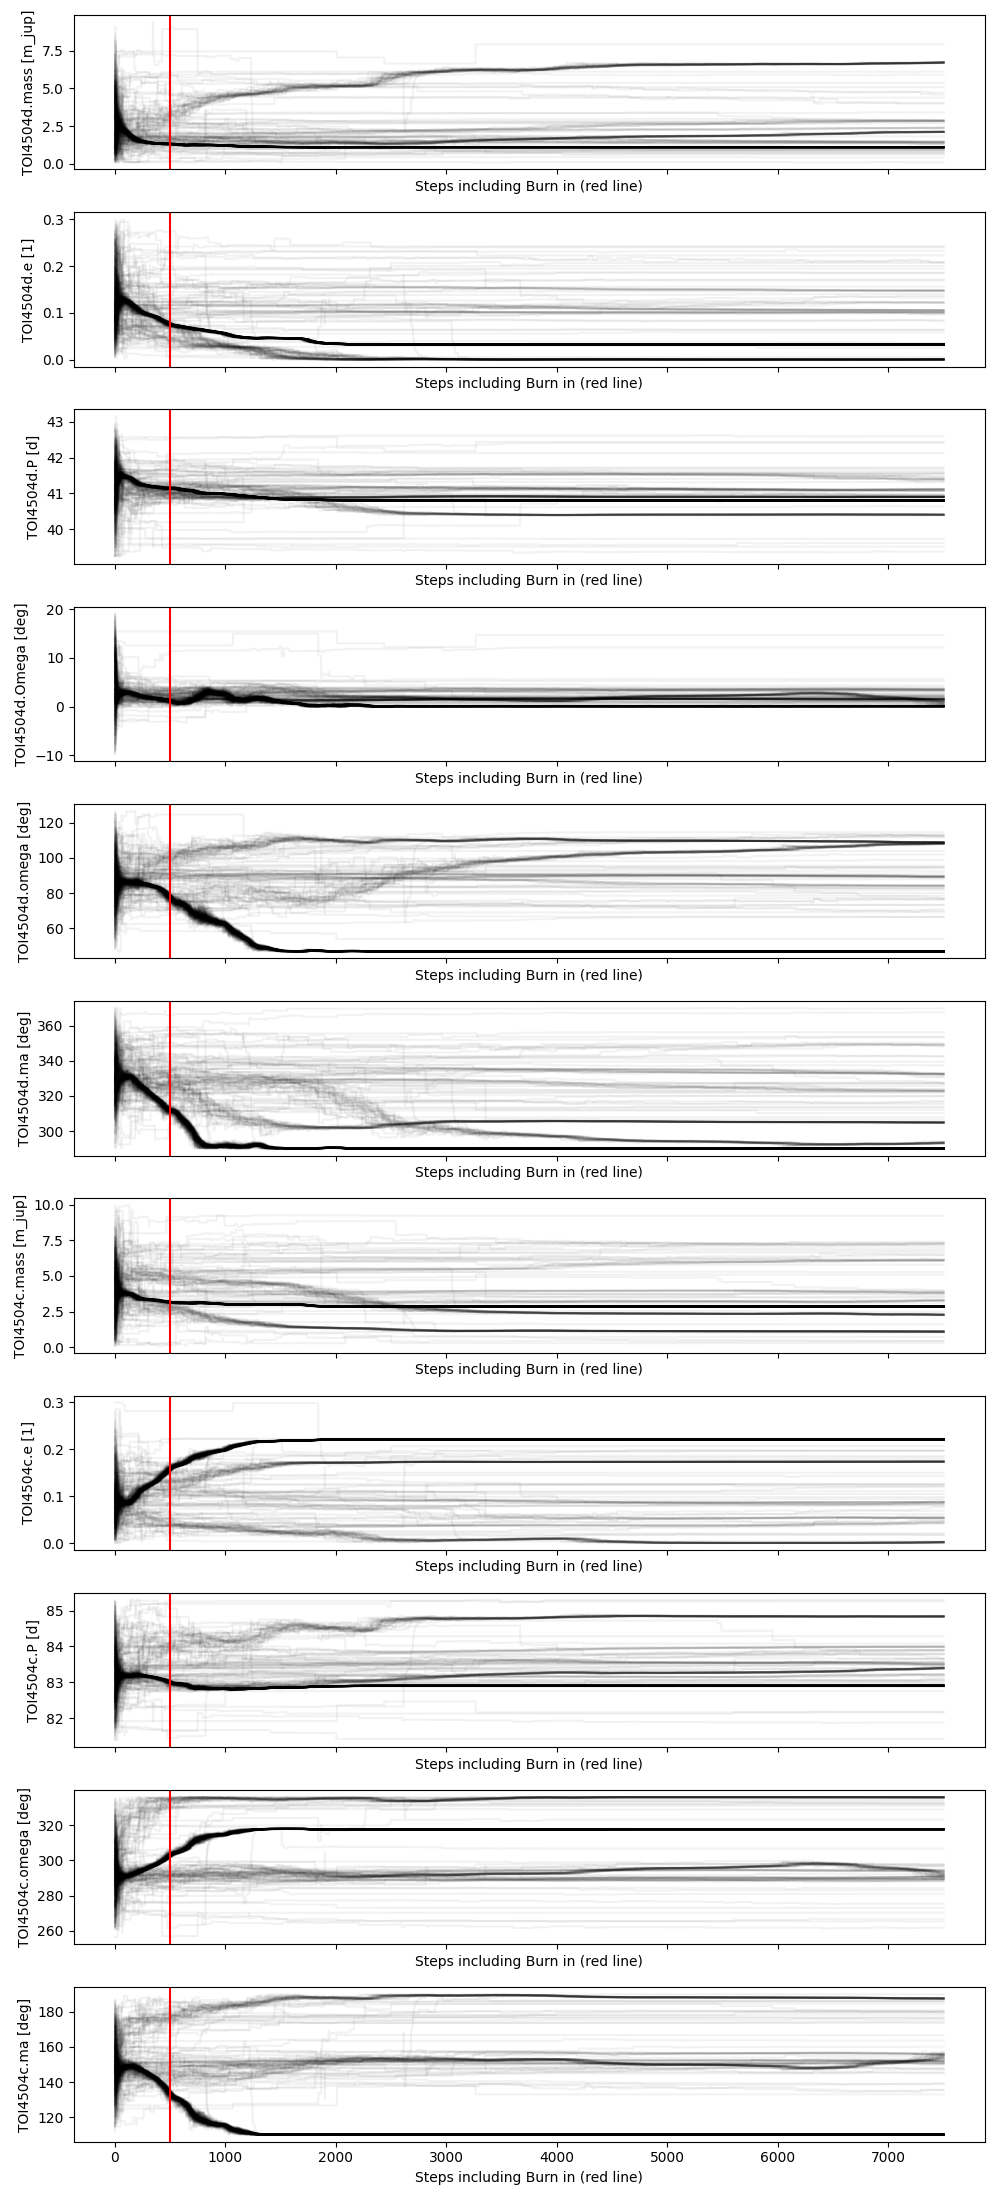 TOI4504d.mass [m_jup]
7.5
5.0
2.5
0.0
Steps including Burn in (red line)
TOI4504d.e [1]
0.3
0.2
0.1
0.0
Steps including Burn in (red line)
TOI4504d.P [d]
43
42
41
40
Steps including Burn in (red line)
TOI4504d.Omega [deg]
20
10
0
−10
Steps including Burn in (red line)
TOI4504d.omega [deg]
120
100
80
60
Steps including Burn in (red line)
TOI4504d.ma [deg]
360
340
320
300
Steps including Burn in (red line)
TOI4504c.mass [m_jup]
10.0
7.5
5.0
2.5
0.0
Steps including Burn in (red line)
TOI4504c.e [1]
0.3
0.2
0.1
0.0
Steps including Burn in (red line)
TOI4504c.P [d]
85
84
83
82
Steps including Burn in (red line)
TOI4504c.omega [deg]
320
300
280
260
Steps including Burn in (red line)
TOI4504c.ma [deg]
180
160
140
120
0 1000 2000 3000 4000 5000 6000 7000
Steps including Burn in (red line)